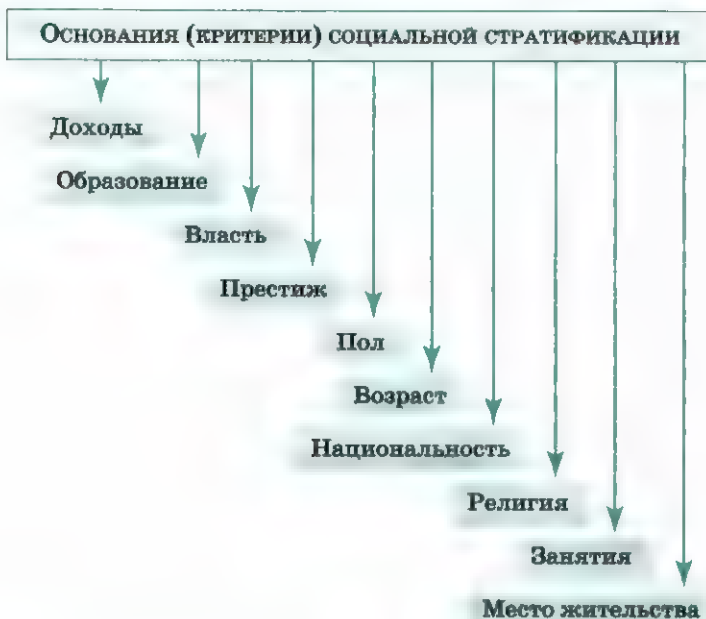 Основания (критерии) социальной стратификации
Доходы
Образование
Власть
Престиж
Пол
Возраст
Национальность
Религия
Занятия
Место жительства